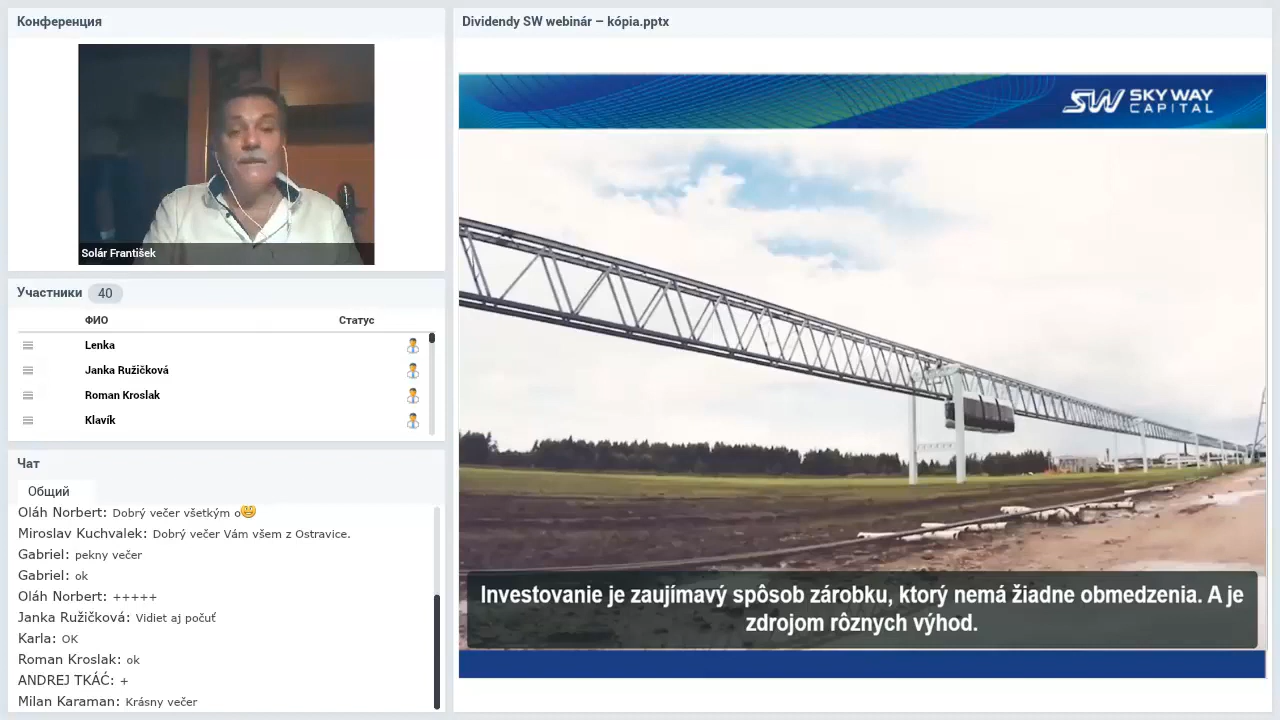 Конференция
Solár František
Участники 40
ФИО Статус
Lenka
Janka Ružičková
Roman Kroslak
Klavík
Чат
Общий
Oláh Norbert: Dobrý večer všetkým o
Miroslav Kuchvalek: Dobrý večer Vám všem z Ostravice.
Gabriel: pekny večer
Gabriel: ok
Oláh Norbert: +++++
Janka Ružičková: Vidiet aj počuť
Karla: OK
Roman Kroslak: ok
ANDREJ TKÁČ: +
Milan Karaman: Krásny večer
Dividendy SW webinár – kópia.pptx
SW SKY WAY
CAPITAL
Investovanie je zaujímavý spôsob zárobku, ktorý nemá žiadne obmedzenia. A je
zdrojom rôznych výhod.